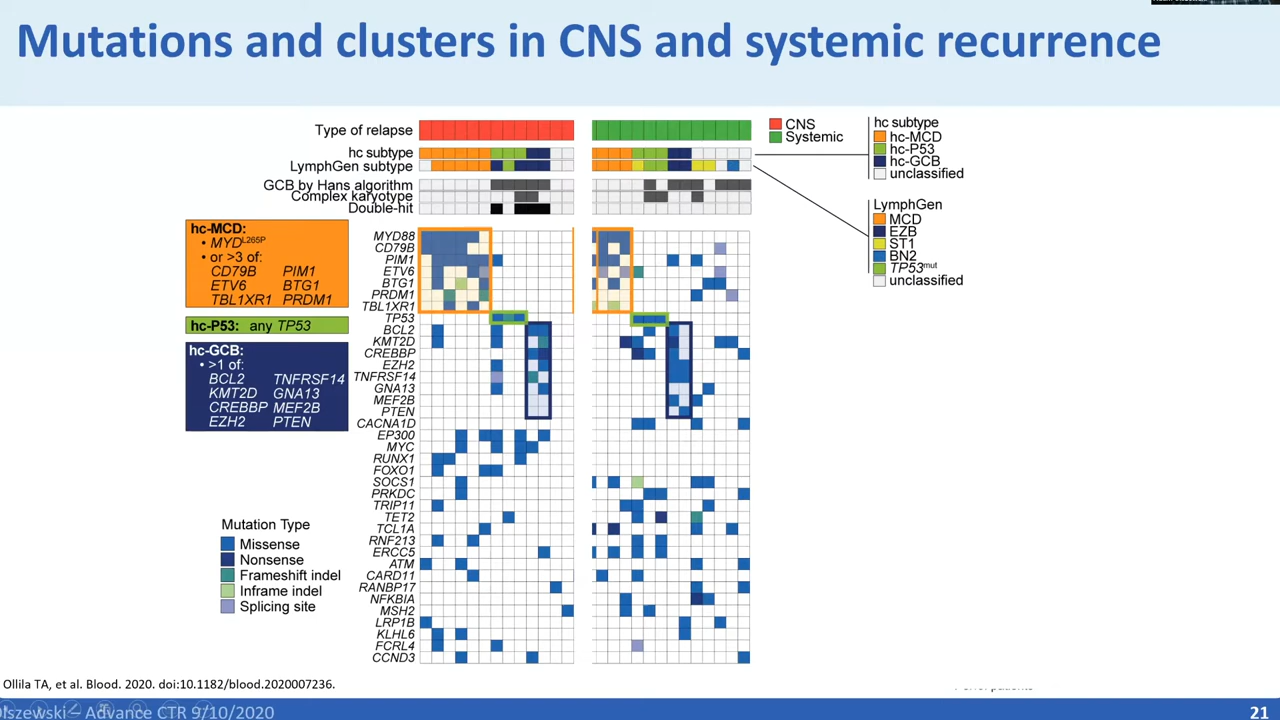 Mutations and clusters in CNS and systemic recurrence
Type of relapse
hc subtype
LymphGen subtype
GCB by Hans algorithm
Complex karyotype
Double-hit
CNS
Systemic
hc subtype
hc-MCD
hc-P53
hc-GCB
unclassified
LymphGen
MCD
EZB
ST1
BN2
TP53mut
unclassified
hc-MCD:
• MYDL265P
• or >3 of:
CD79B PIM1
ETV6 BTG1
TBL1XR1 PRDM1
hc-P53: any TP53
hc-GCB:
• >1 of:
BCL2 TNFRSF14
KMT2D GNA13
CREBBP MEF2B
EZH2 PTEN
MYD88
CD79B
PIM1
ETV6
BTG1
PRDM1
TBL1XR1
TP53
BCL2
KMT2D
CREBBP
EZH2
TNFRSF14
GNA13
MEF2B
PTEN
CACNA1D
EP300
MYC
RUNX1
FOXO1
SOCS1
PRKDC
TRIP11
TET2
TCL1A
RNF213
ERCC5
ATM
CARD11
RANBP17
NFKBIA
MSH2
LRP1B
KLHL6
FCRL4
CCND3
Mutation Type
Missense
Nonsense
Frameshift indel
Inframe indel
Splicing site
Ollila TA, et al. Blood. 2020. doi:10.1182/blood.2020007236.
lszewski – Advance CTR 9/10/2020
21